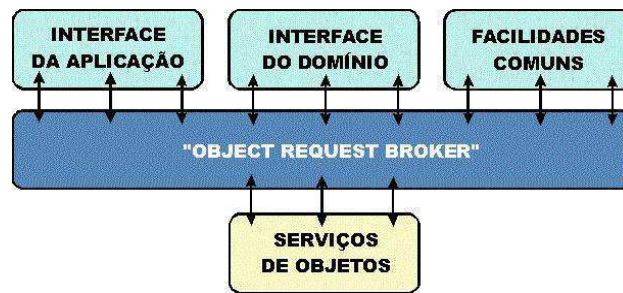 INTERFACE
DA APLICAÇÃO
INTERFACE
DO DOMÍNIO
FACILIDADES
COMUNS
"OBJECT REQUEST BROKER"
SERVIÇOS
DE OBJETOS